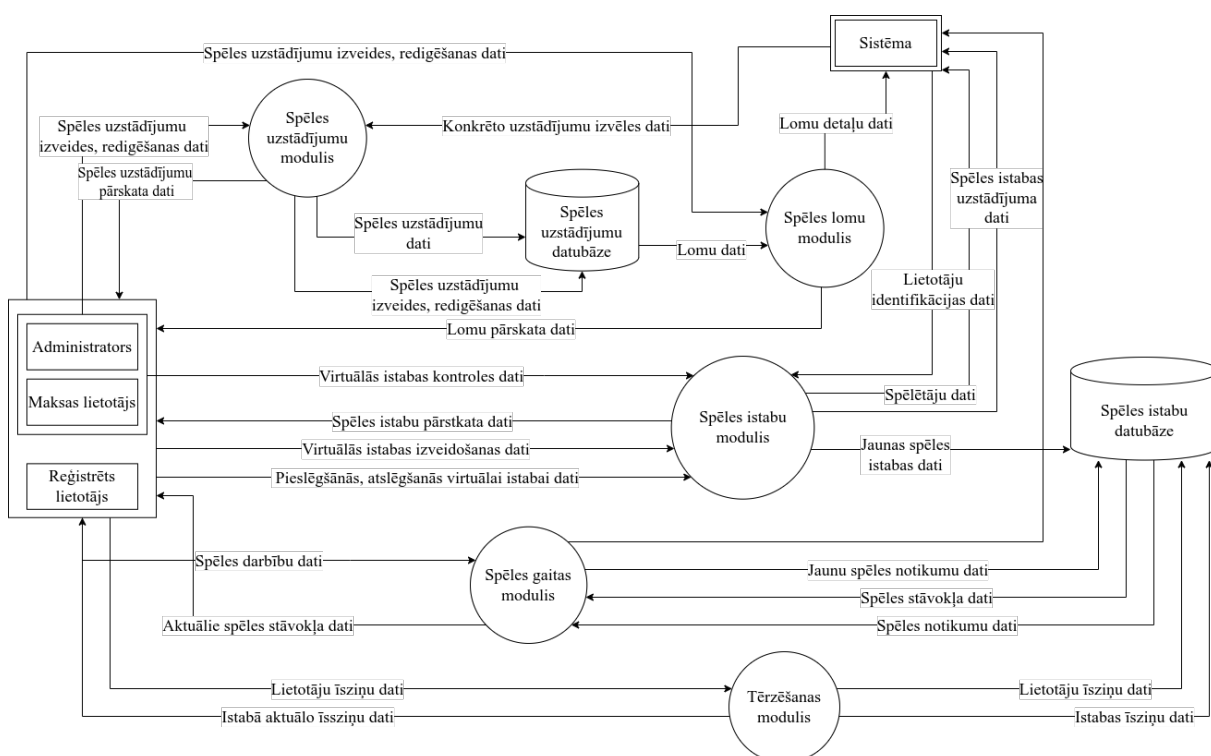 Sistēma
Spēles uzstādījumu izveides, redigēšanas dati
Spēles
uzstādījumu
modulis
Konkrēto uzstādījumu izvēles dati
Lomu detaļu dati
Spēles uzstādījumu
izveides, redigēšanas dati
Spēles uzstādījumu
pārskata dati
Spēles istabas
uzstādījuma
dati
Spēles
uzstādījumu
datubāze
Spēles lomu
modulis
Spēles uzstādījumu
dati
Lomu dati
Spēles uzstādījumu
izveides, redigēšanas dati
Lietotāju
identifikācijas dati
Lomu pārskata dati
Administrators
Maksas lietotājs
Reģistrēts
lietotājs
Virtuālās istabas kontroles dati
Spēlētāju dati
Spēles istabu pārstkata dati
Spēles istabu
modulis
Spēles istabu
datubāze
Virtuālās istabas izveidošanas dati
Jaunas spēles
istabas dati
Pieslēgšānās, atslēgšanās virtuālai istabai dati
Spēles darbību dati
Spēles gaitas
modulis
Jaunu spēles notikumu dati
Spēles stāvokļa dati
Aktuālie spēles stāvokļa dati
Spēles notikumu dati
Lietotāju īsziņu dati
Tērzēšanas
modulis
Lietotāju īsziņu dati
Istabā aktuālo īssziņu dati
Istabas īsziņu dati